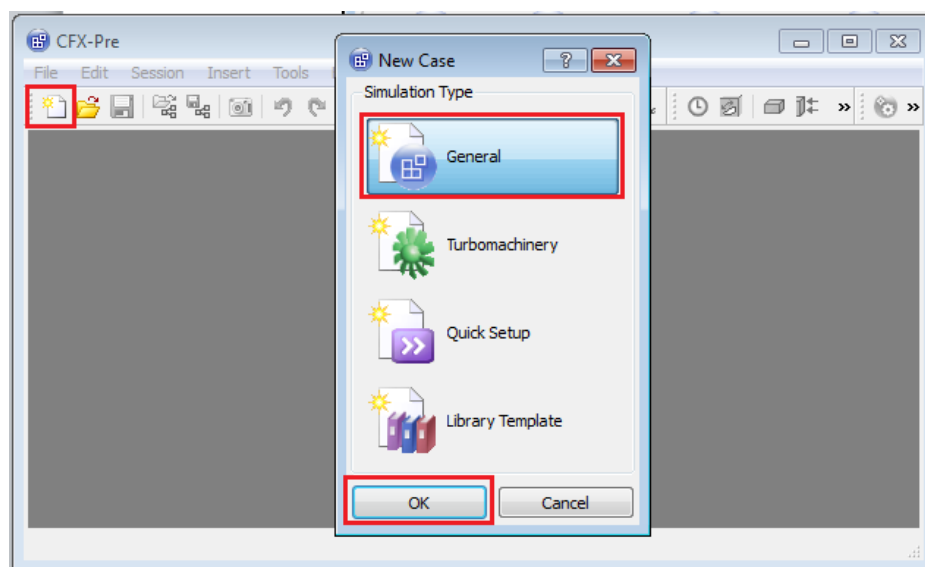 CFX-Pre
File Edit Session Insert Tools
New Case
Simulation Type
General
Turbomachinery
Quick Setup
Library Template
OK Cancel